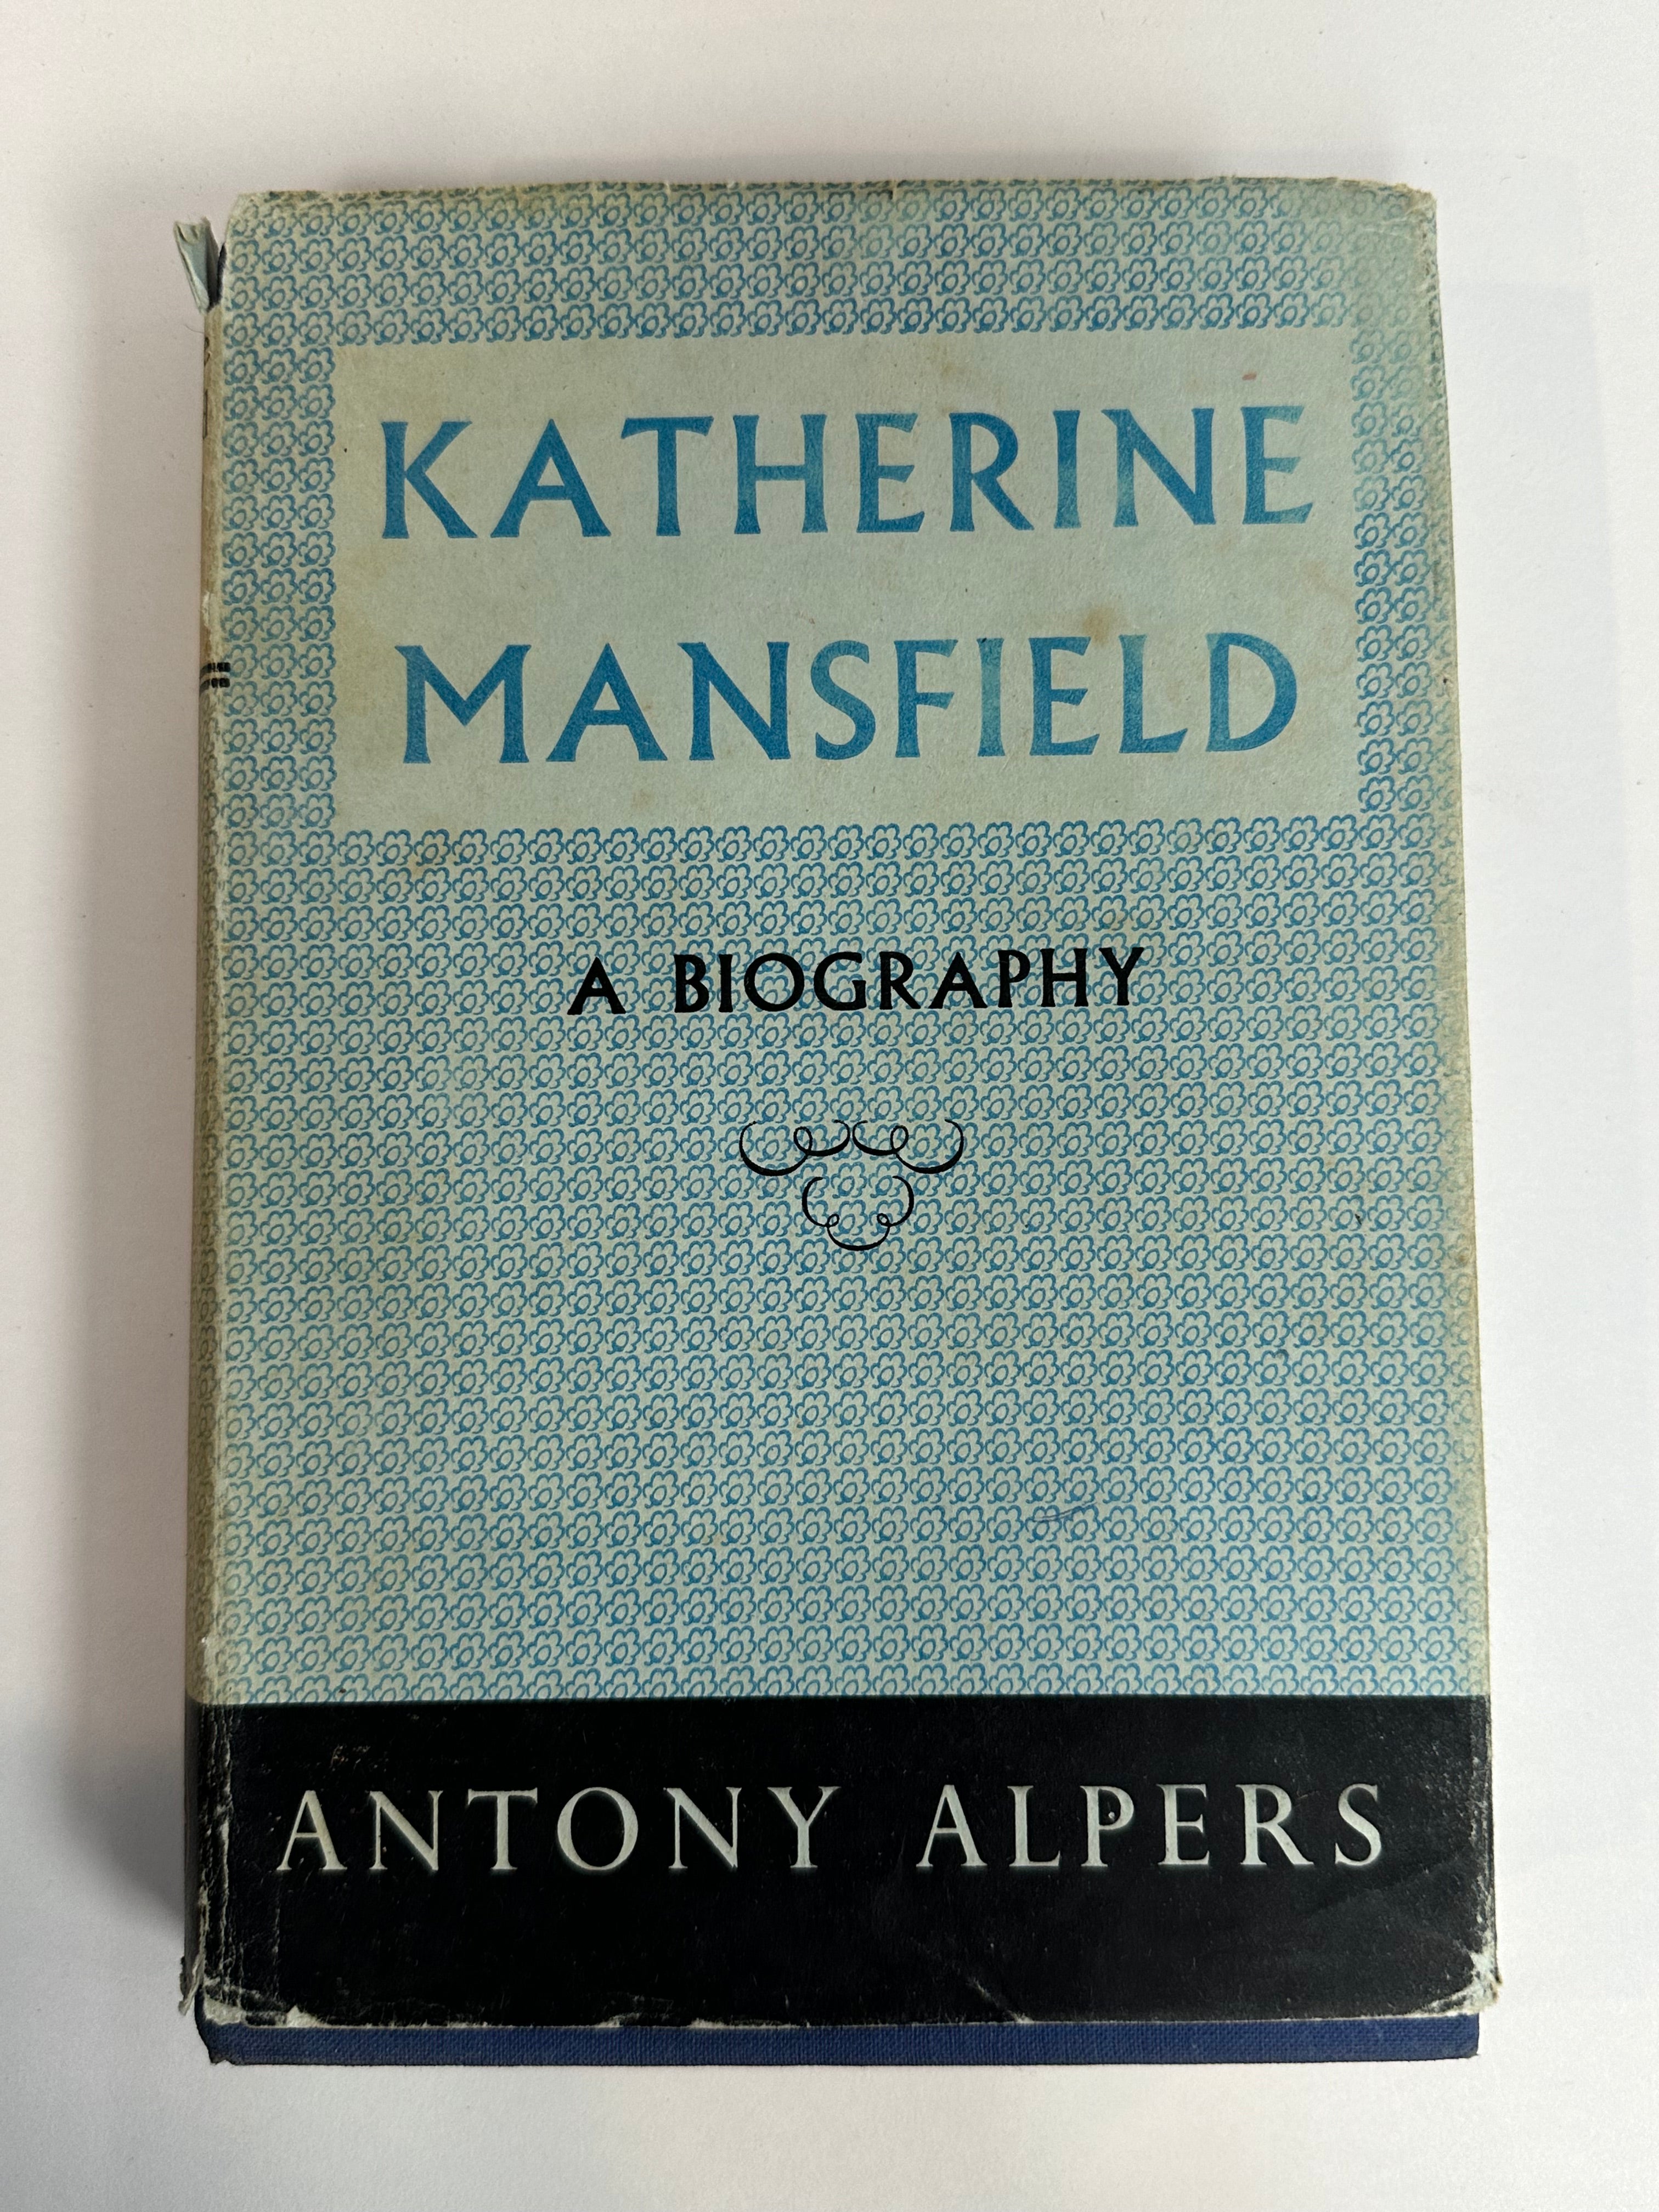 KATHERINE
MANSFIELD
A BIOGRAPHY
ANTONY ALPERS